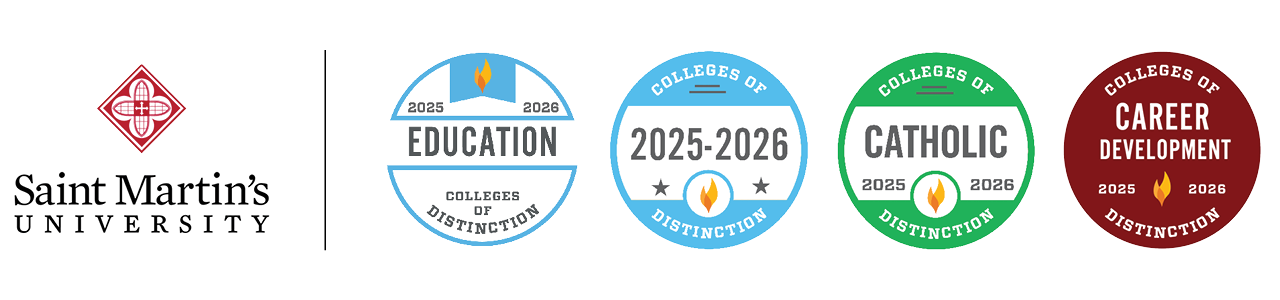 Saint Martin's
UNIVERSITY
2025 2026
EDUCATION
COLLEGES
OF
DISTINCTION
COLLEGES OF
2025-2026
DISTINCTION
COLLEGES OF
CATHOLIC
2025 2026
DISTINCTION
COLLEGES OF
CAREER
DEVELOPMENT
2025 2026
DISTINCTION